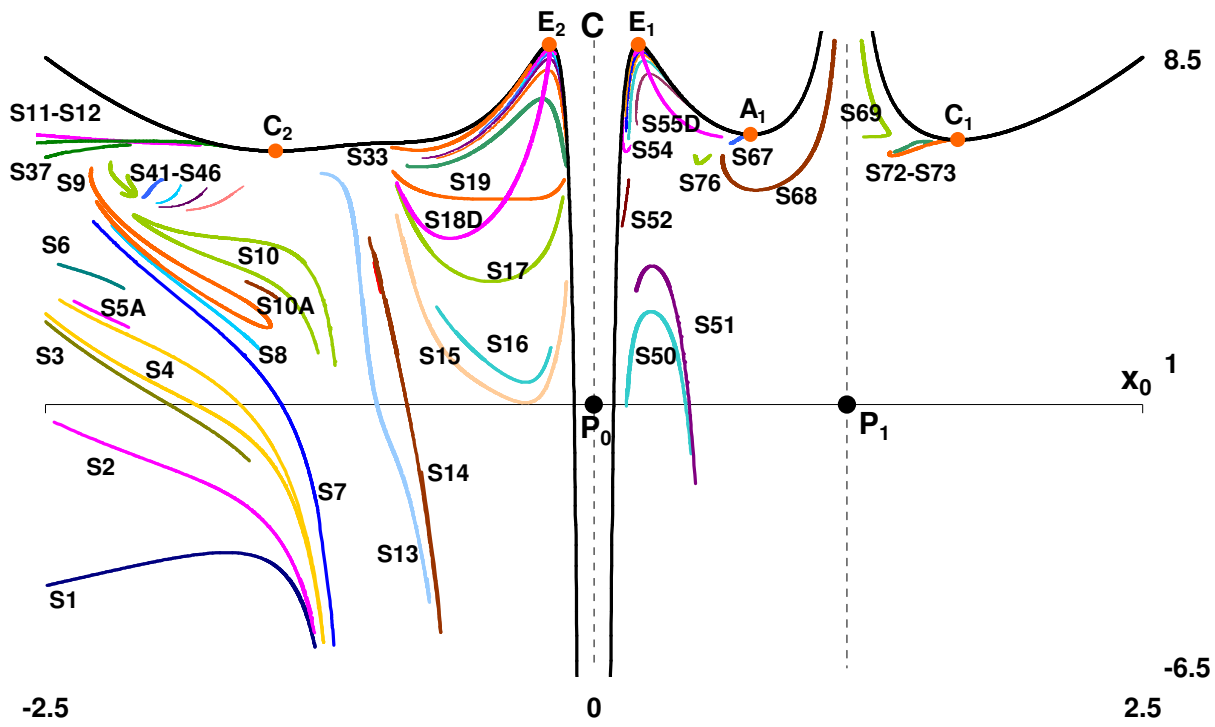 E2 C E1
8.5
S11-S12 C2 A1 S69 C1
S55D
S33 S54 S67
S37 S9 S41-S46 S19 S76 S68 S72-S73
S18D S52
S6 S10 S17
S5A S10A S51
S3 S4 S8 S15 S16 S50 1
x0
P0 P1
S2 S7 S14
S13
S1
-6.5
-2.5 0 2.5